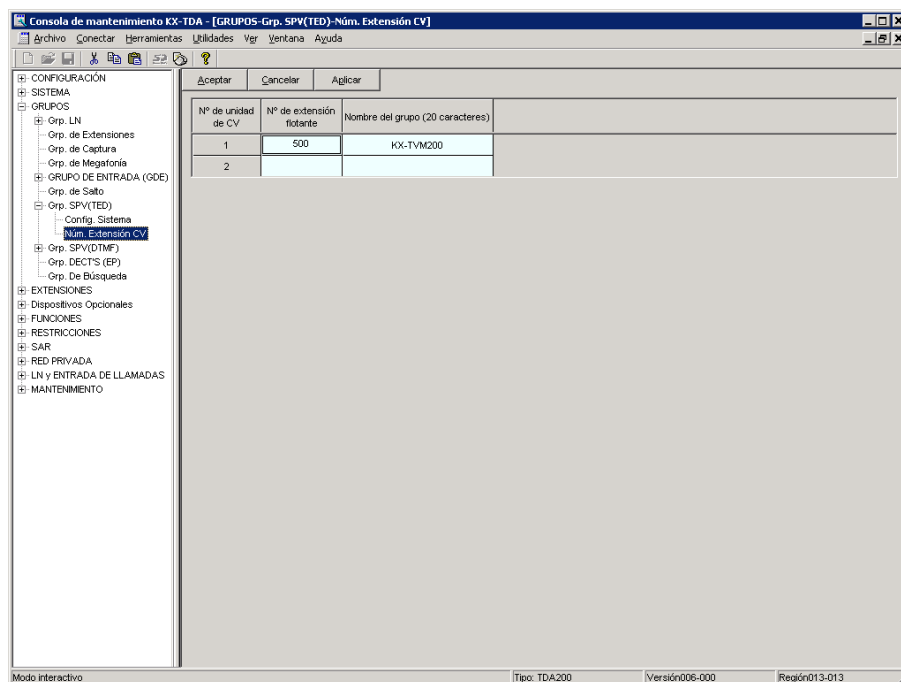 Consola de mantenimiento KX-TDA - [GRUPOS-Grp. SPV(TED)-Núm. Extensión CV]
Archivo Conectar Herramientas Utilidades Ver Ventana Ayuda
CONFIGURACIÓN
SISTEMA
GRUPOS
Grp. LN
Grp. de Extensiones
Grp. de Captura
Grp. de Megafonía
GRUPO DE ENTRADA (GDE)
Grp. de Salto
Grp. SPV(TED)
Config. Sistema
Núm. Extensión CV
Grp. SPV(DTMF)
Grp. DECT'S (EP)
Grp. De Búsqueda
EXTENSIONES
Dispositivos Opcionales
FUNCIONES
RESTRICCIONES
SAR
RED PRIVADA
LN y ENTRADA DE LLAMADAS
MANTENIMIENTO
Aceptar Cancelar Aplicar
Nº de unidad de CV Nº de extensión flotante Nombre del grupo (20 caracteres)
1 500 KX-TVM200
2
Modo interactivo Tipo: TDA200 Versión006-000 Región013-013